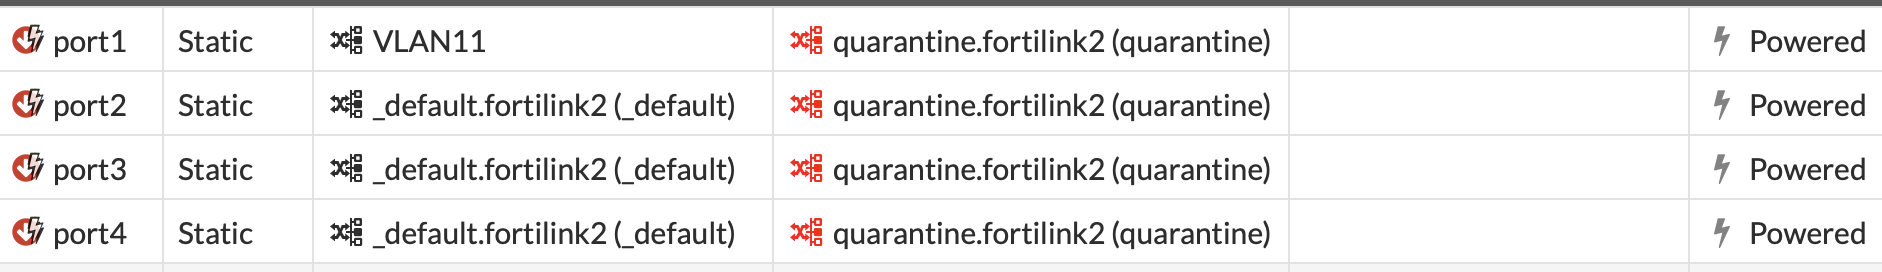 port1 Static VLAN11 quarantine.fortilink2 (quarantine) Powered
port2 Static _default.fortilink2 (_default) quarantine.fortilink2 (quarantine) Powered
port3 Static _default.fortilink2 (_default) quarantine.fortilink2 (quarantine) Powered
port4 Static _default.fortilink2 (_default) quarantine.fortilink2 (quarantine) Powered